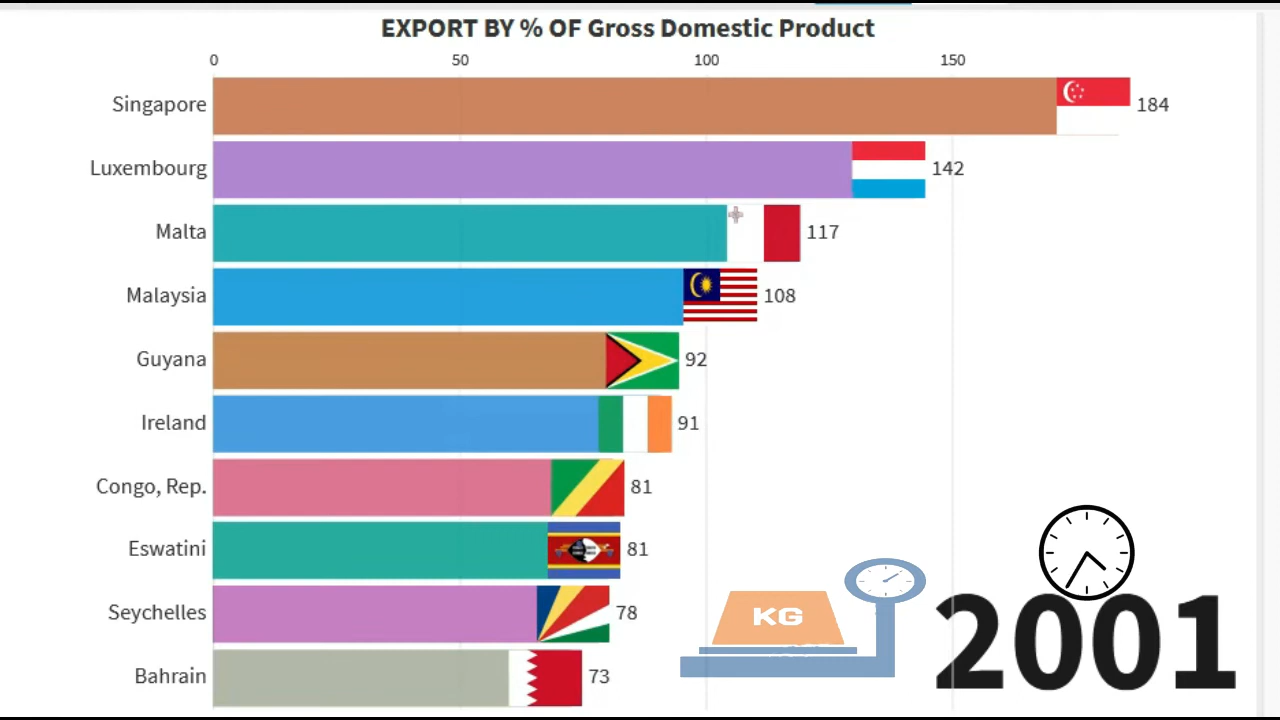 EXPORT BY % OF Gross Domestic Product
0 50 100 150
Singapore 184
Luxembourg 142
Malta 117
Malaysia 108
Guyana 92
Ireland 91
Congo, Rep. 81
Eswatini 81
Seychelles 78
Bahrain 73
KG
2001